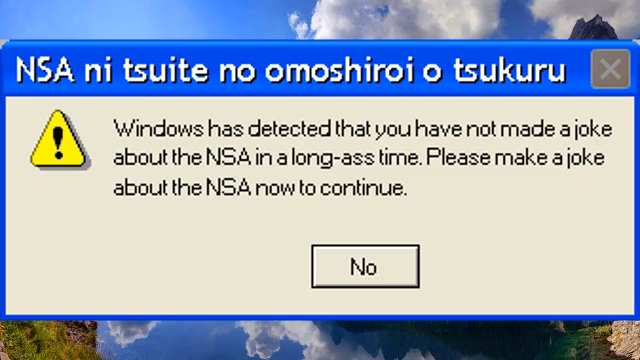 NSA ni tsuite no omoshiroi o tsukuru
Windows has detected that you have not made a joke
about the NSA in a long-ass time. Please make a joke
about the NSA now to continue.
No